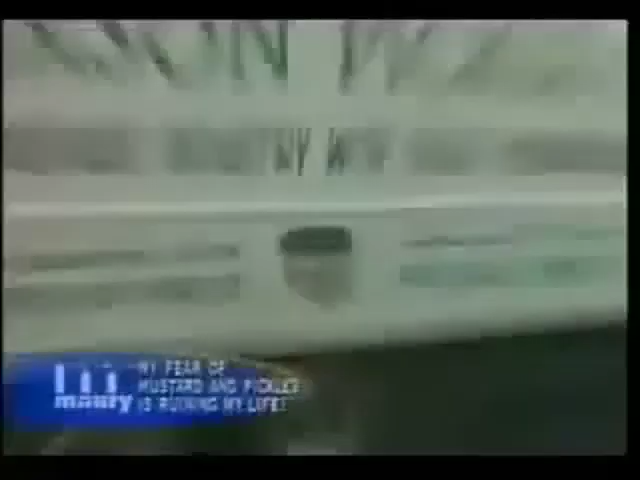 maury
MY FEAR OF
MUSTARD AND PICKLES
IS RUINING MY LIFE!